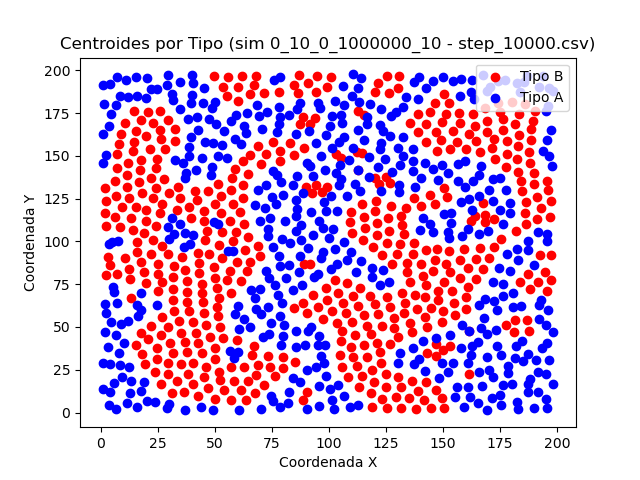 Centroides por Tipo (sim 0_10_0_1000000_10 - step_10000.csv)
Tipo B
Tipo A
200
175
150
125
100
75
50
25
0
Coordenada Y
0 25 50 75 100 125 150 175 200
Coordenada X